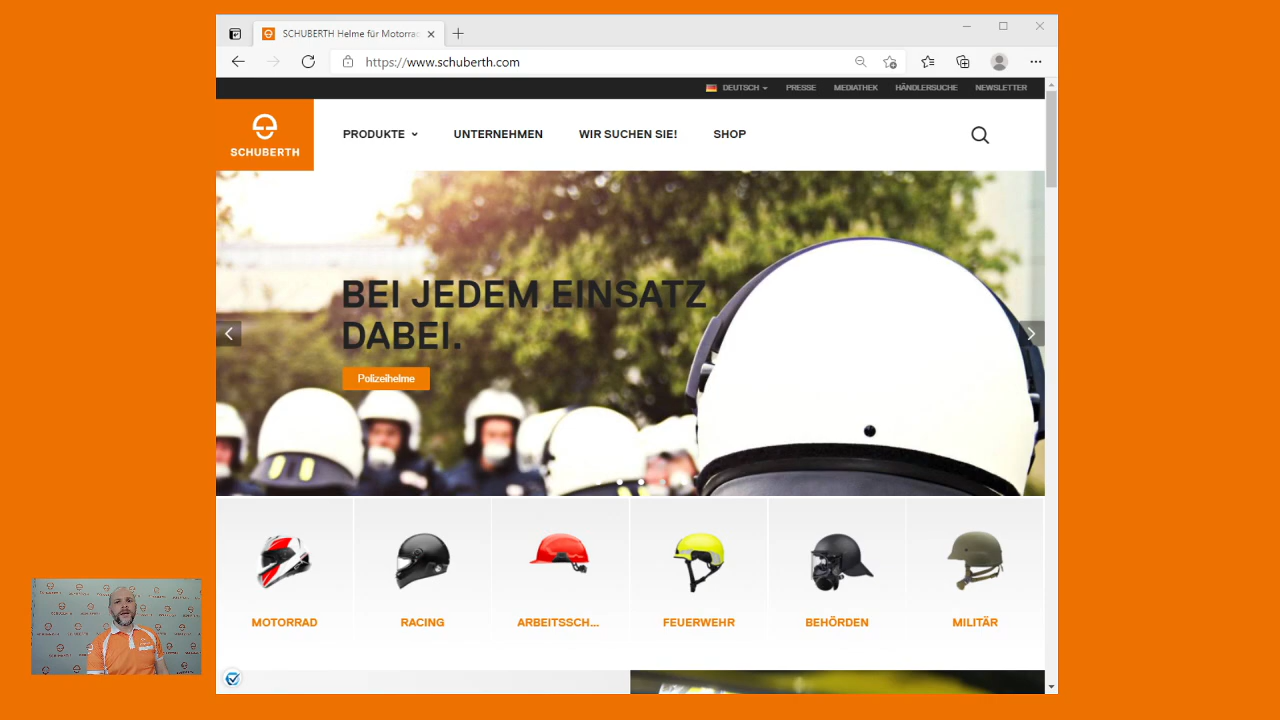 SCHUBERTH Helme für Motorrad
https://www.schuberth.com
DEUTSCH
PRESSE
MEDIATHEK
HÄNDLERSUCHE
NEWSLETTER
SCHUBERTH
PRODUKTE
UNTERNEHMEN
WIR SUCHEN SIE!
SHOP
BEI JEDEM EINSATZ
DABEI.
Polizeihelme
MOTORRAD
RACING
ARBEITSSCH...
FEUERWEHR
BEHÖRDEN
MILITÄR